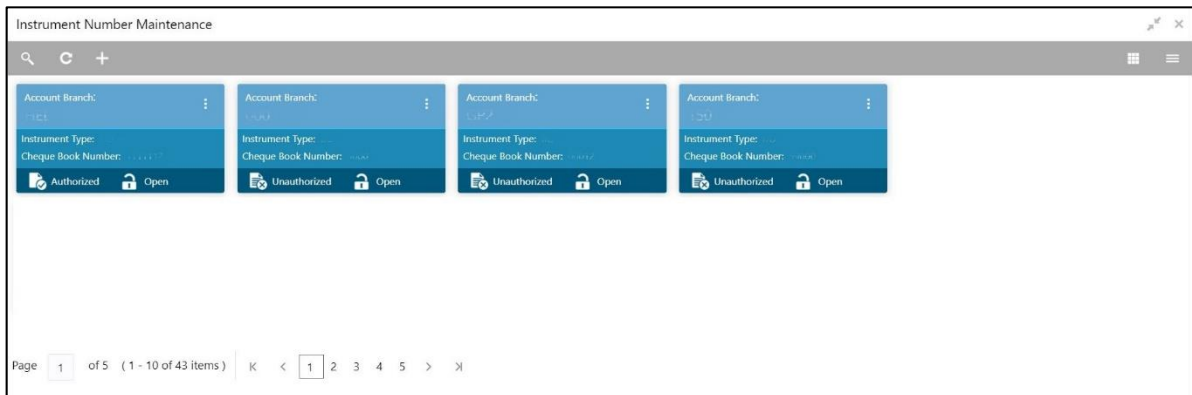 Instrument Number Maintenance
Account Branch: Account Branch: Account Branch: Account Branch:
Instrument Type: Instrument Type: Instrument Type: Instrument Type:
Cheque Book Number: Cheque Book Number: Cheque Book Number: Cheque Book Number:
Authorized Open Unauthorized Open Unauthorized Open Unauthorized Open
Page 1 of 5 ( 1 - 10 of 43 items ) 1 2 3 4 5